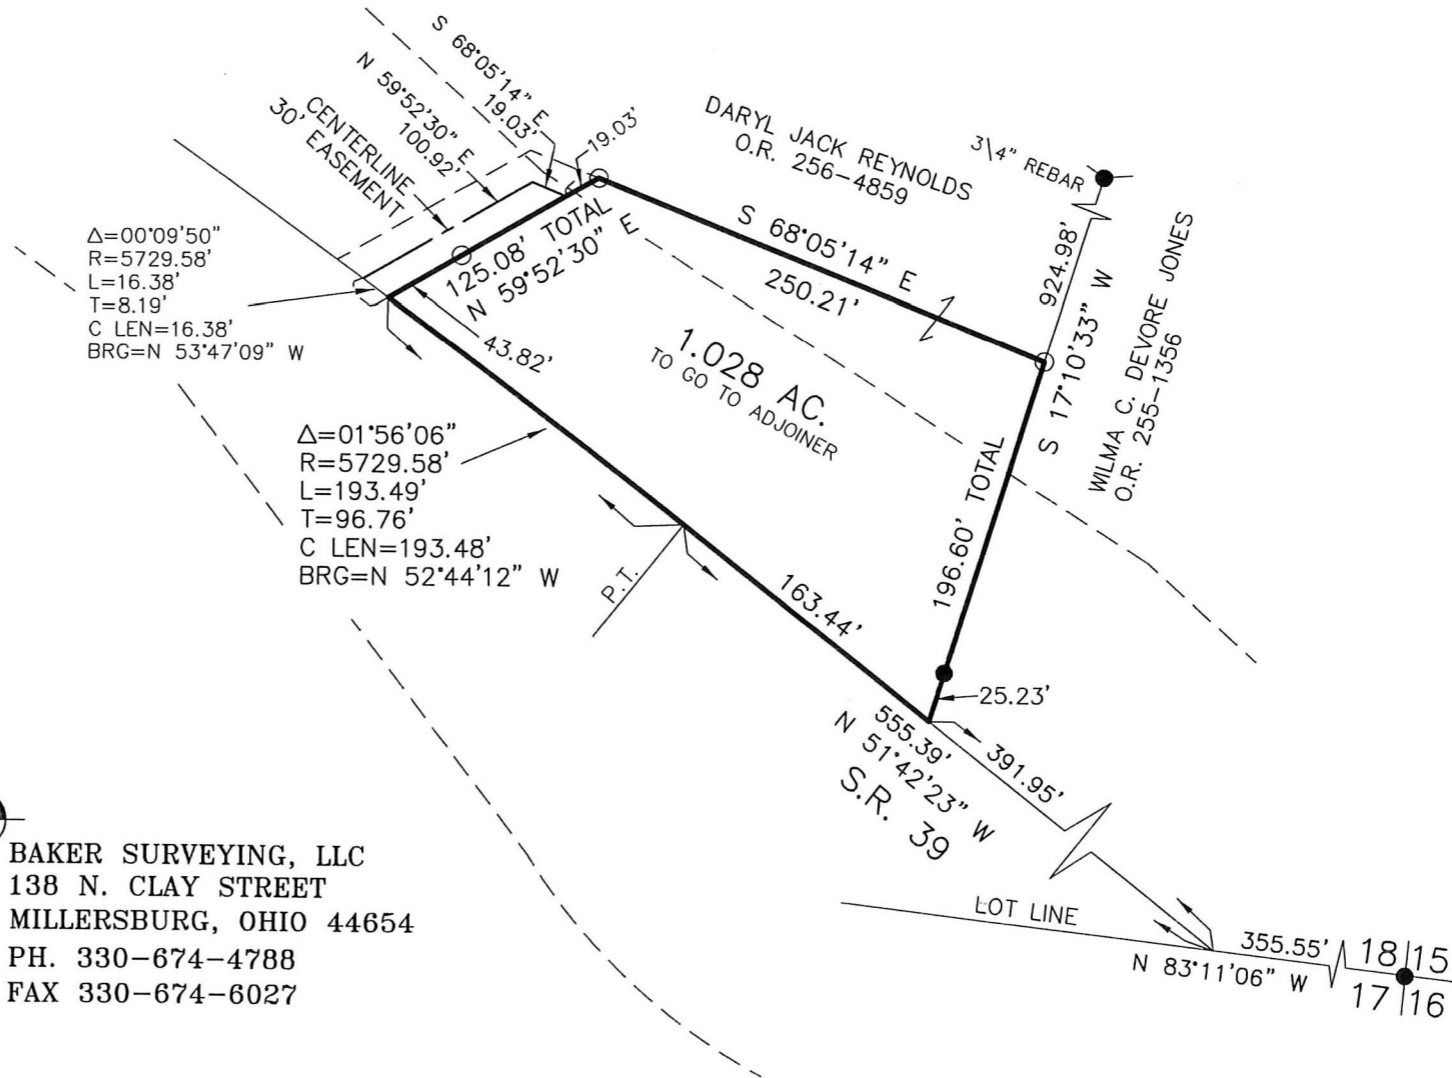 S 68°05'14" E
19.03'
N 59°52'30" E
100.92'
CENTERLINE
30' EASEMENT
19.03'
DARYL JACK REYNOLDS
O.R. 256-4859
3\4" REBAR
924.98'
S 17°10'33" W
WILMA C. DEVORE JONES
O.R. 255-1356
Δ=00°09'50"
R=5729.58'
L=16.38'
T=8.19'
C LEN=16.38'
BRG=N 53°47'09" W
125.08' TOTAL
N 59°52'30" E
S 68°05'14" E
250.21'
43.82'
1.028 AC.
TO GO TO ADJOINER
Δ=01°56'06"
R=5729.58'
L=193.49'
T=96.76'
C LEN=193.48'
BRG=N 52°44'12" W
P.T.
163.44'
196.60' TOTAL
25.23'
555.39'
N 51°42'23" W
S.R. 39
391.95'
LOT LINE
355.55'
N 83°11'06" W
18 15
17 16
BAKER SURVEYING, LLC
138 N. CLAY STREET
MILLERSBURG, OHIO 44654
PH. 330-674-4788
FAX 330-674-6027